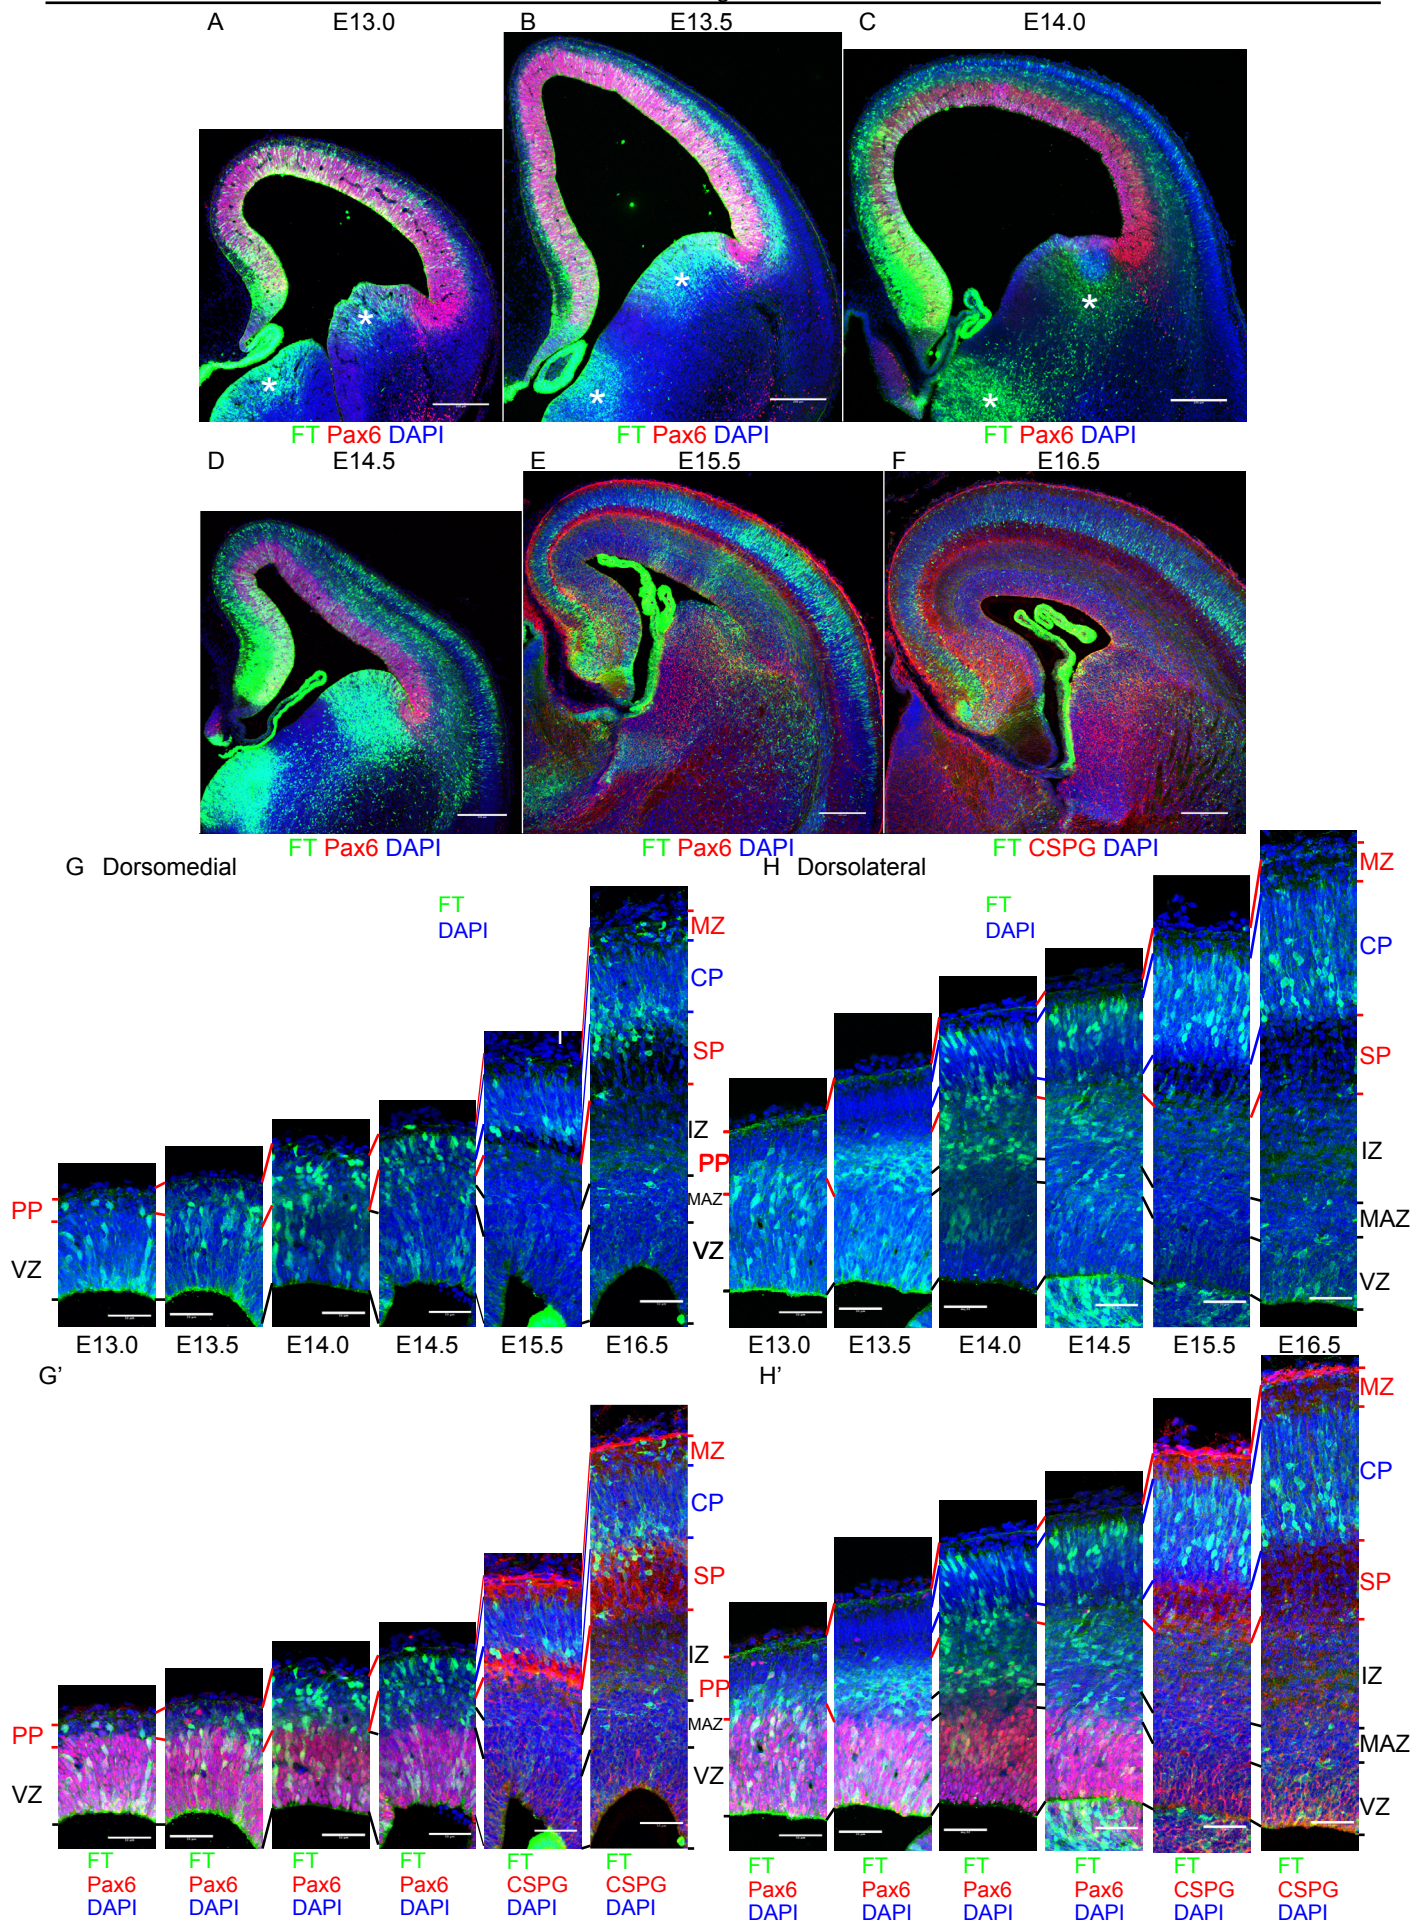 A E13.0 B E13.5 C E14.0
FT Pax6 DAPI FT Pax6 DAPI FT Pax6 DAPI
D E14.5 E E15.5 F E16.5
FT Pax6 DAPI FT Pax6 DAPI FT CSPG DAPI
G Dorsomedial
FT
DAPI
MZ
CP
SP
IZ
PP
MAZ
VZ
PP
VZ
E13.0 E13.5 E14.0 E14.5 E15.5 E16.5
H Dorsolateral
FT
DAPI
MZ
CP
SP
IZ
MAZ
VZ
E13.0 E13.5 E14.0 E14.5 E15.5 E16.5
G’
MZ
CP
SP
IZ
PP
MAZ
VZ
PP
VZ
FT FT FT FT FT FT
Pax6 Pax6 Pax6 Pax6 CSPG CSPG
DAPI DAPI DAPI DAPI DAPI DAPI
H’
MZ
CP
SP
IZ
MAZ
VZ
FT FT FT FT FT FT
Pax6 Pax6 Pax6 Pax6 CSPG CSPG
DAPI DAPI DAPI DAPI DAPI DAPI